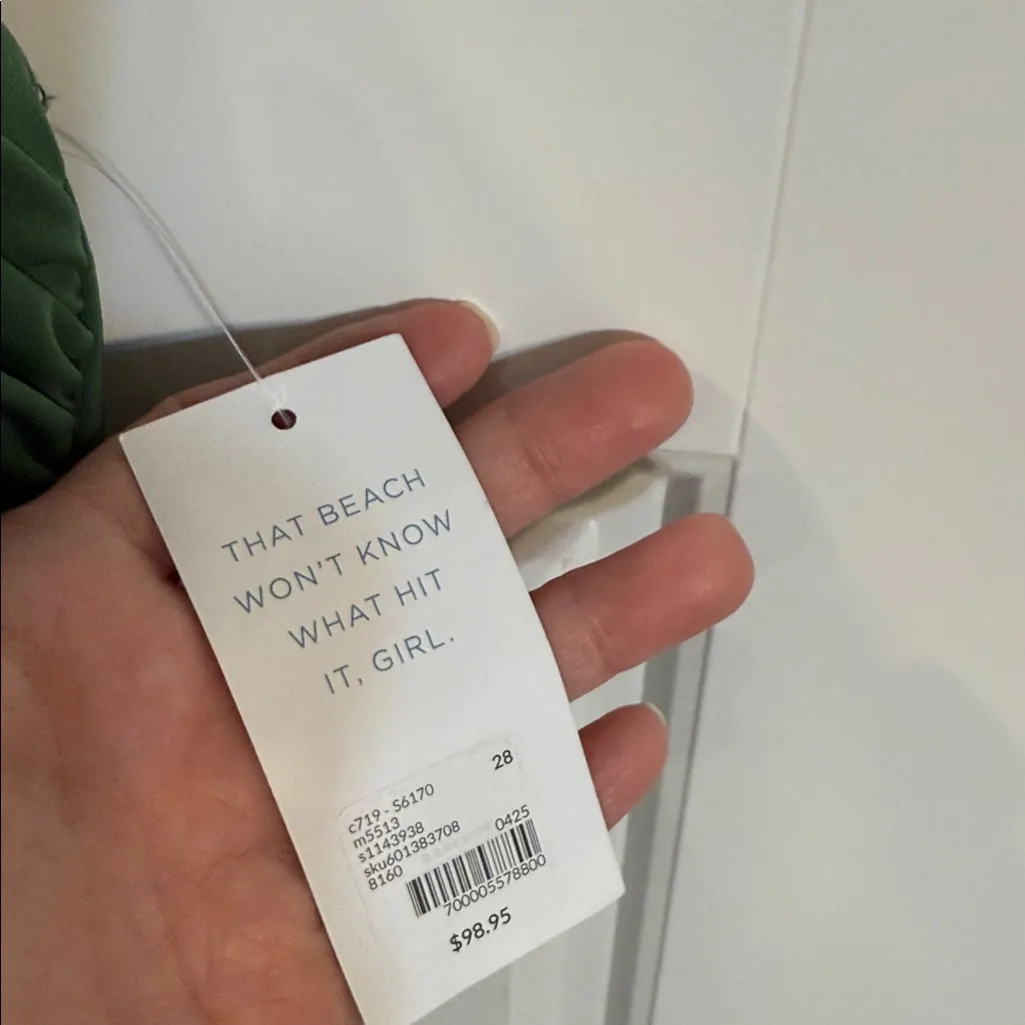 THAT BEACH
WON'T KNOW
WHAT HIT
IT, GIRL.
28
c719 - S6170
m5513
s1143938
sku601383708
8160
0425
700005578800
$98.95